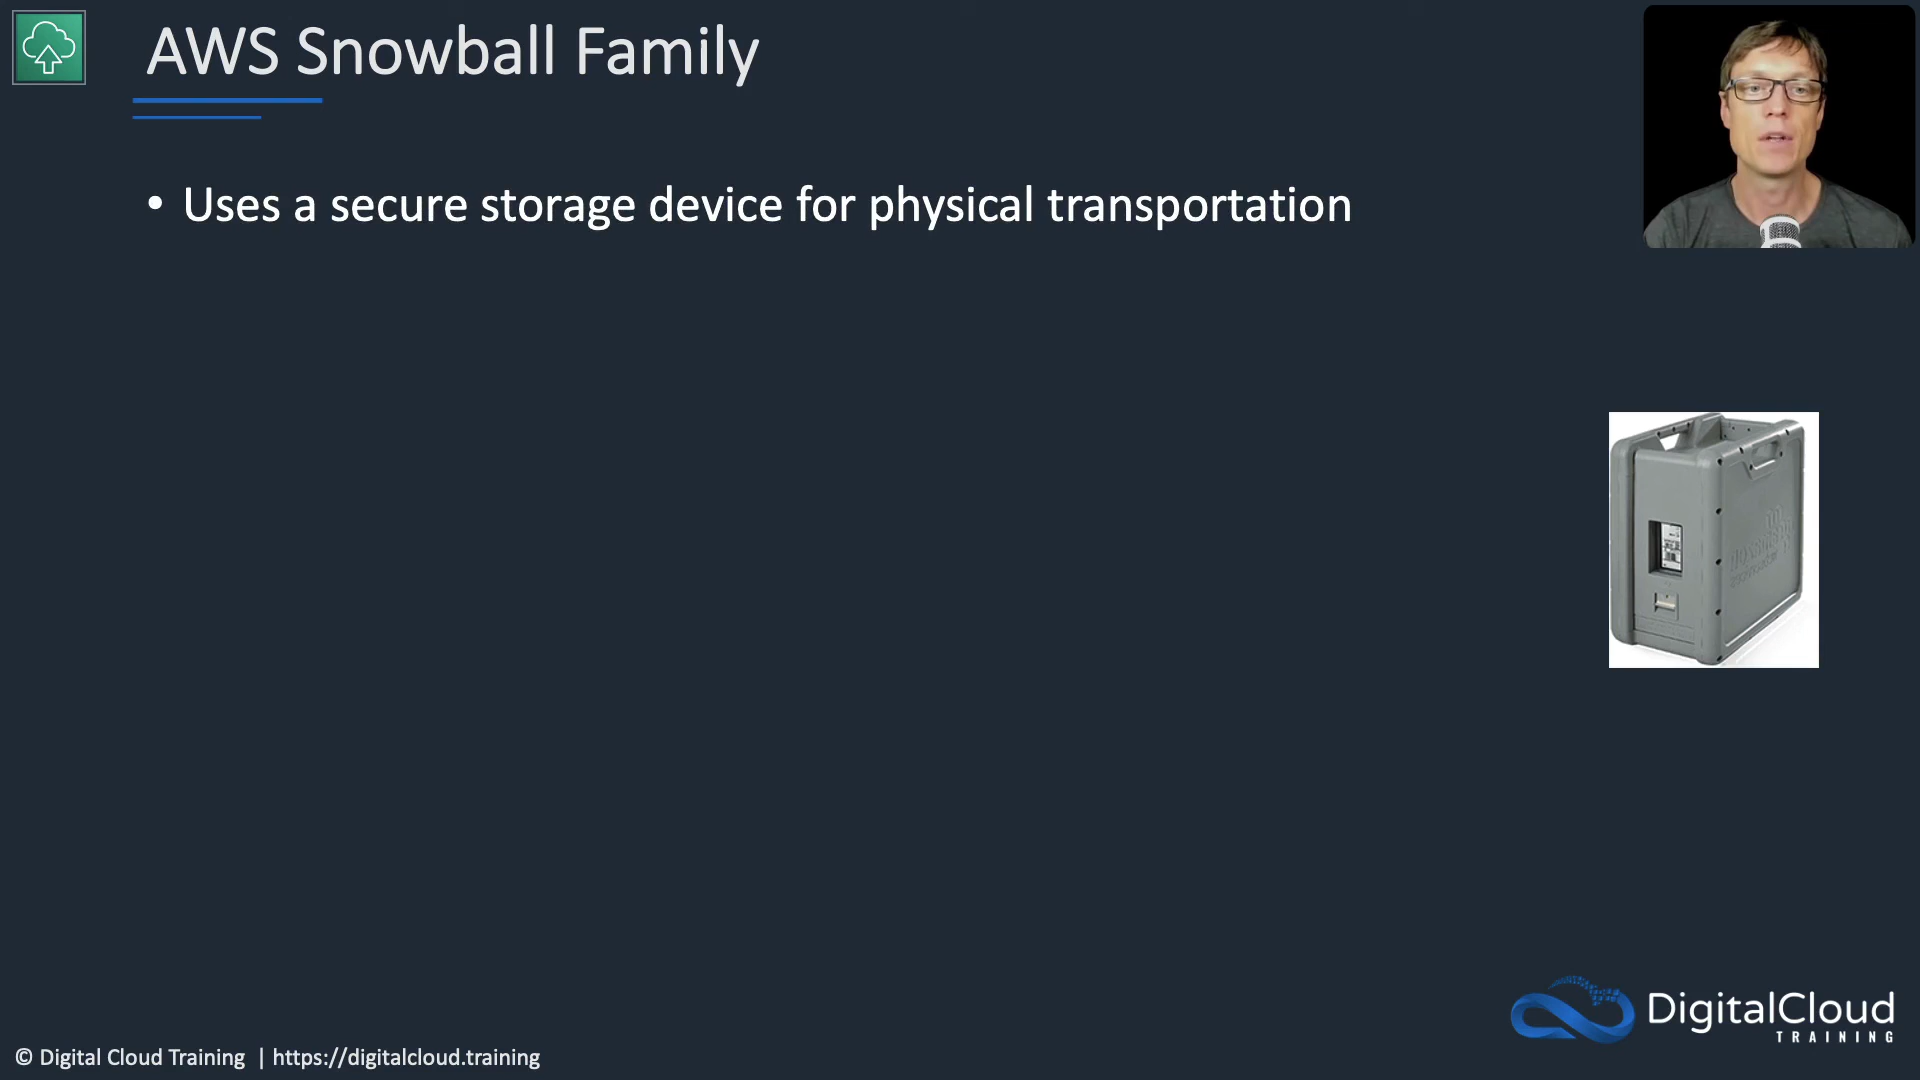 AWS Snowball Family
• Uses a secure storage device for physical transportation
DigitalCloud
TRAINING
© Digital Cloud Training | https://digitalcloud.training